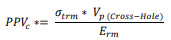 PPV_c *= σ_trm * V_p (Cross-Hole) / E_rm